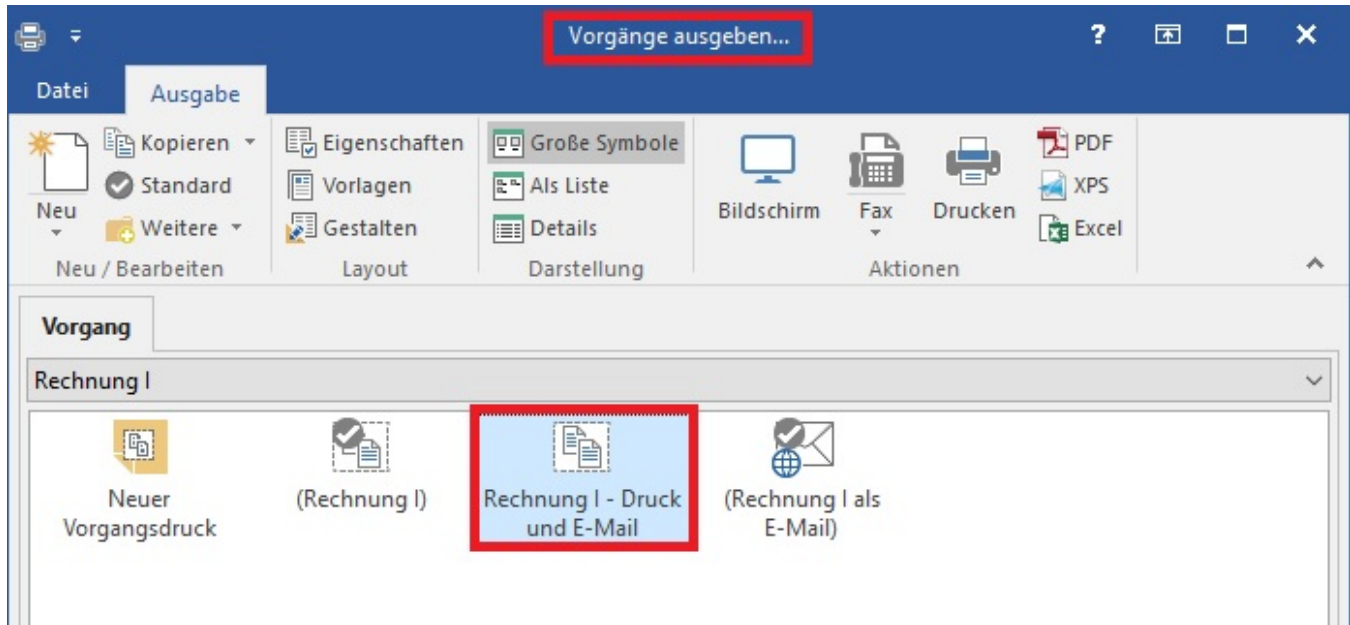 Vorgänge ausgeben...
?
Datei Ausgabe
Neu
Kopieren
Standard
Weitere
Neu / Bearbeiten
Eigenschaften
Vorlagen
Gestalten
Layout
Große Symbole
Als Liste
Details
Darstellung
Bildschirm
Fax
Drucken
PDF
XPS
Excel
Aktionen
Vorgang
Rechnung I
Neuer
Vorgangsdruck
(Rechnung I)
Rechnung I - Druck
und E-Mail
(Rechnung I als
E-Mail)